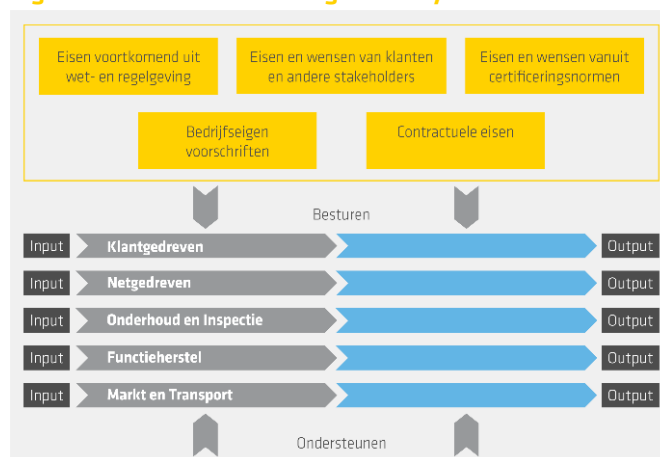 Eisen voortkomend uit
wet- en regelgeving
Eisen en wensen van klanten
en andere stakeholders
Eisen en wensen vanuit
certificeringsnormen
Bedrijfseigen
voorschriften
Contractuele eisen
Besturen
Input Klantgedreven Output
Input Netgedreven Output
Input Onderhoud en Inspectie Output
Input Functieherstel Output
Input Markt en Transport Output
Ondersteunen